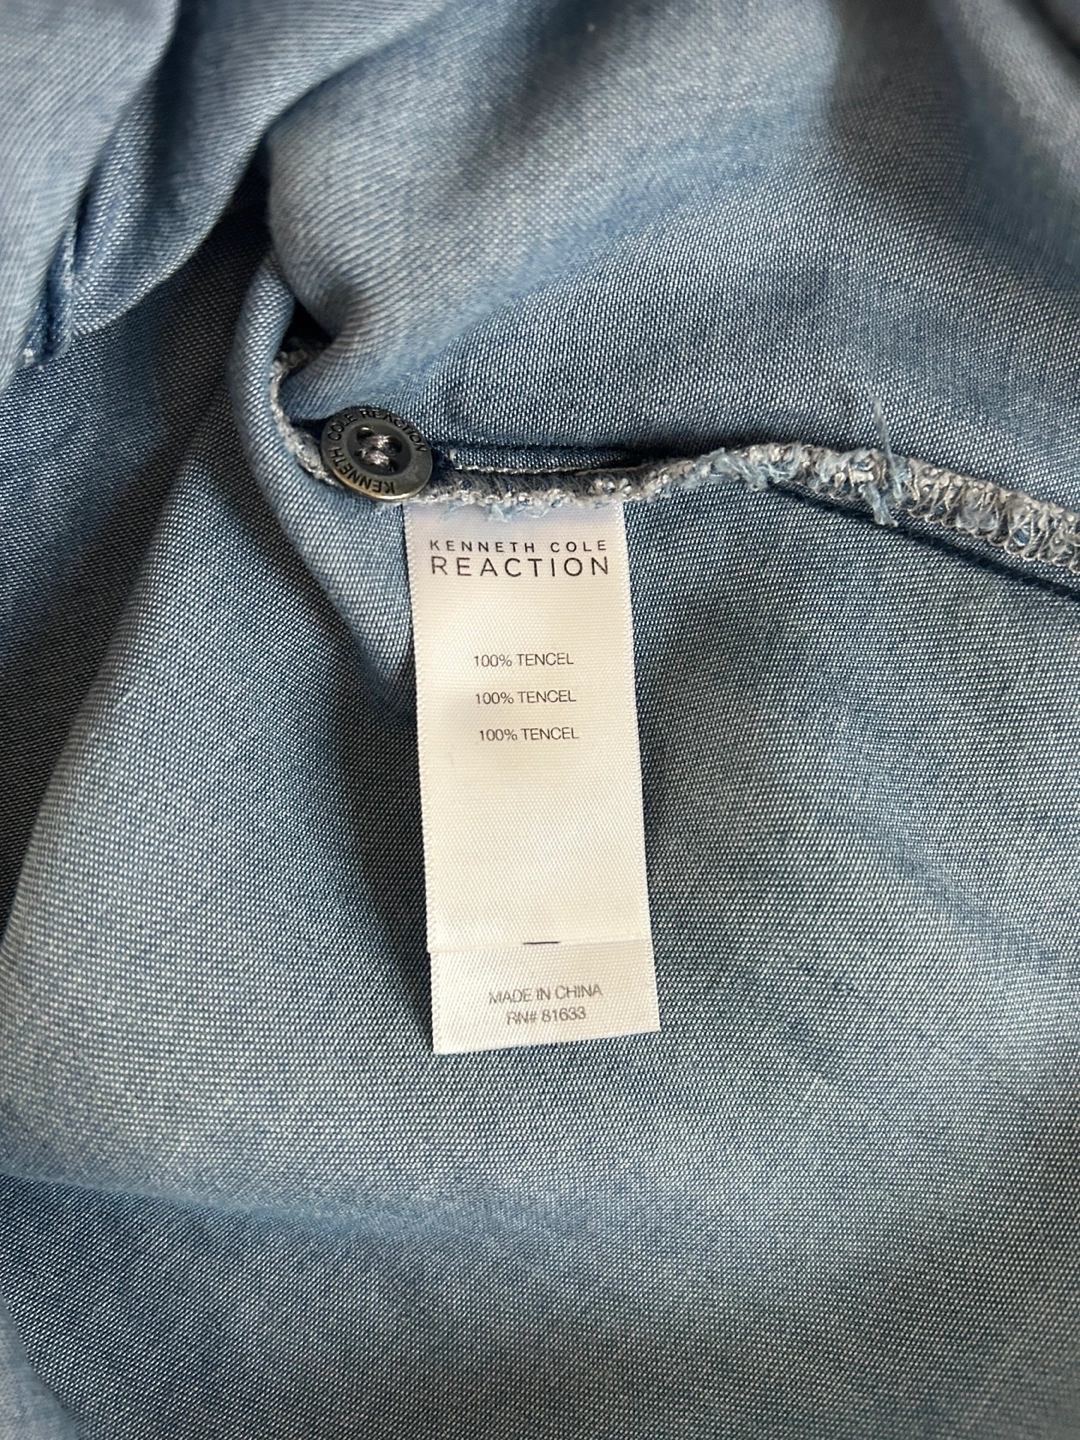 KENNETH COLE REACTION
KENNETH COLE
REACTION
100% TENCEL
100% TENCEL
100% TENCEL
MADE IN CHINA
RN# 81633